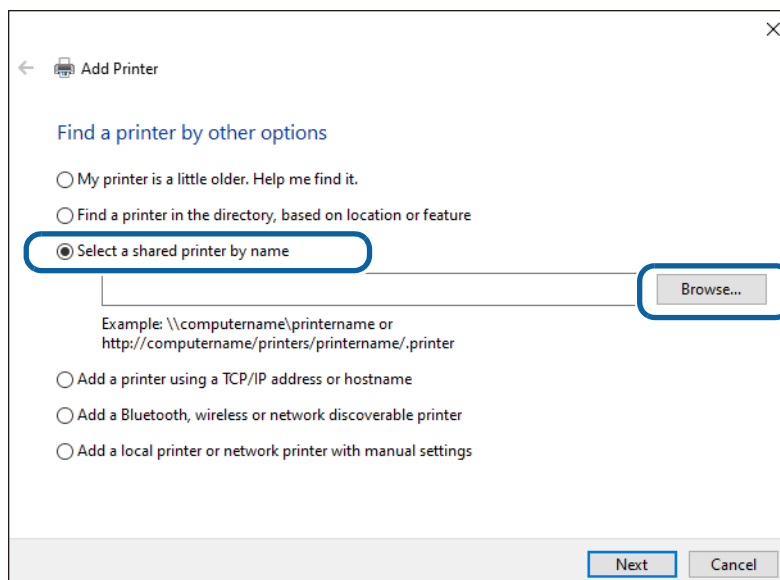 Add Printer
Find a printer by other options
My printer is a little older. Help me find it.
Find a printer in the directory, based on location or feature
Select a shared printer by name
Browse...
Example: \\computername\printername or
http://computername/printers/printername/.printer
Add a printer using a TCP/IP address or hostname
Add a Bluetooth, wireless or network discoverable printer
Add a local printer or network printer with manual settings
Next Cancel